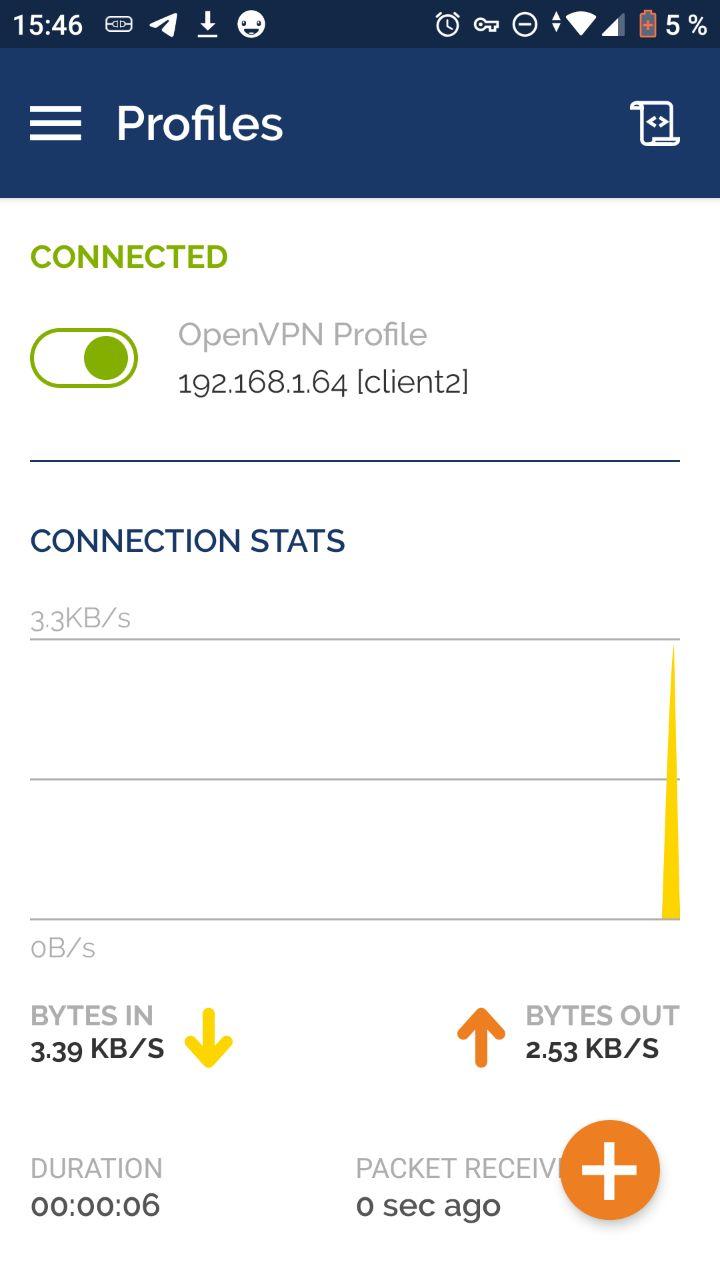 15:46 5 %
Profiles
CONNECTED
OpenVPN Profile
192.168.1.64 [client2]
CONNECTION STATS
3.3KB/s
0B/s
BYTES IN
3.39 KB/S
BYTES OUT
2.53 KB/S
DURATION
00:00:06
PACKET RECEIV
0 sec ago